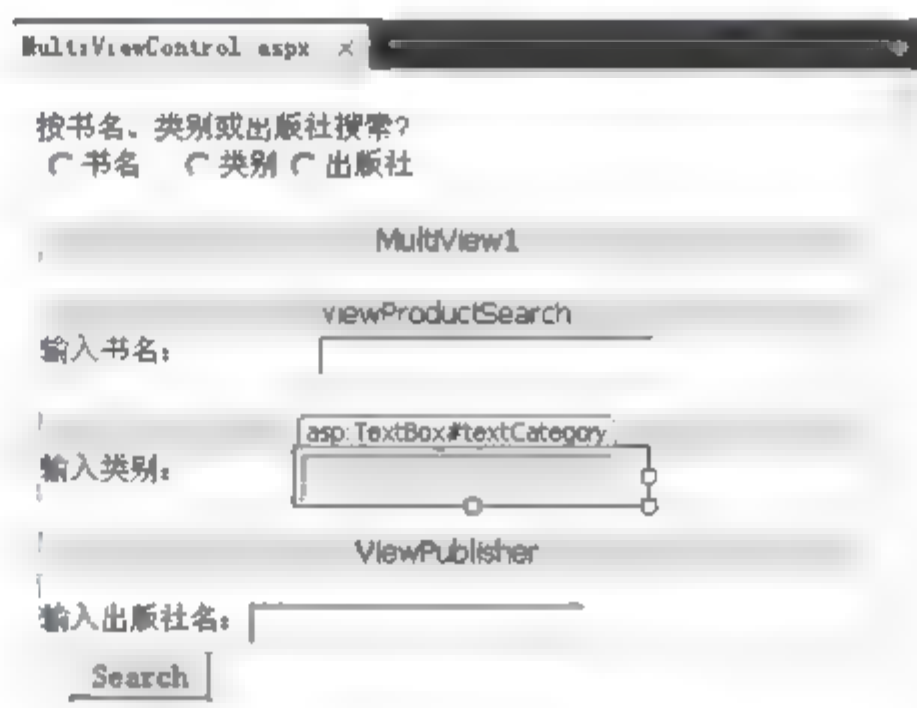 MultiViewControl aspx ×
按书名、类别或出版社搜索?
书名 类别 出版社
MultiView1
viewProductSearch
输入书名:
asp:TextBox#textCategory
输入类别:
ViewPublisher
输入出版社名:
Search